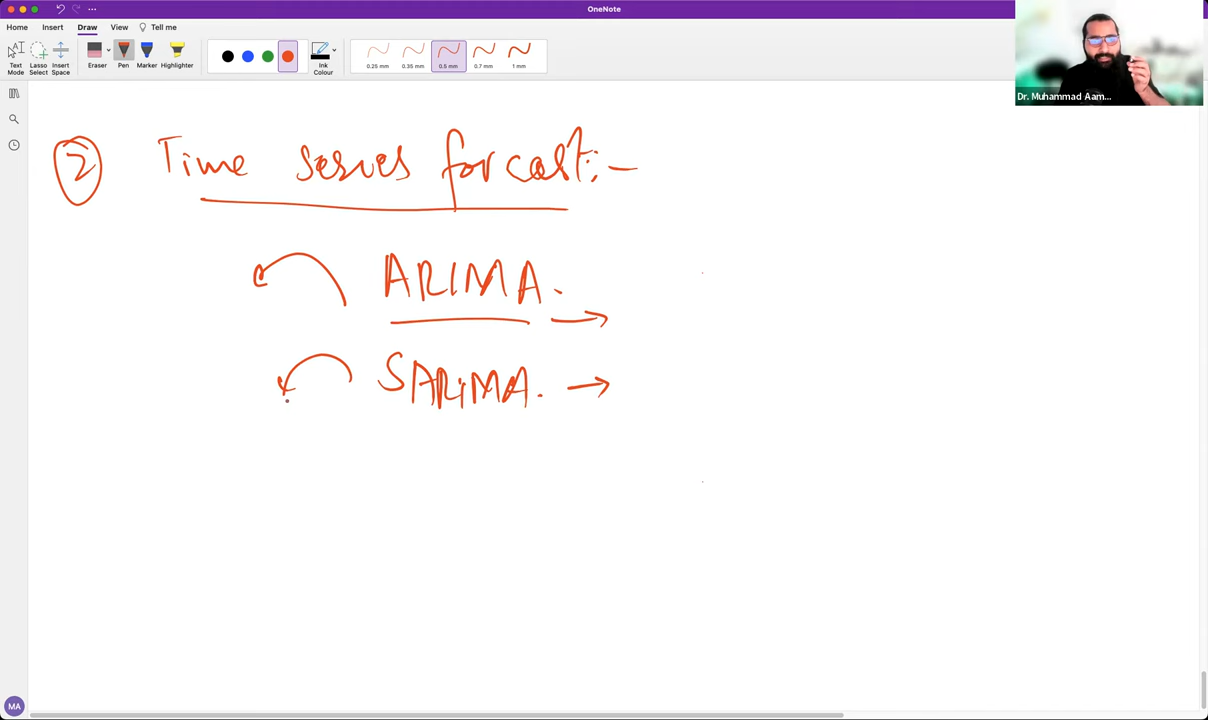 OneNote
Home Insert Draw View Tell me
Text Mode Lasso Select Insert Space Eraser Pen Marker Highlighter Ink Colour 0.25 mm 0.35 mm 0.5 mm 0.7 mm 1 mm
Dr. Muhammad Aam...
2 Time series forcast:-
ARIMA.
SARiMA.
MA